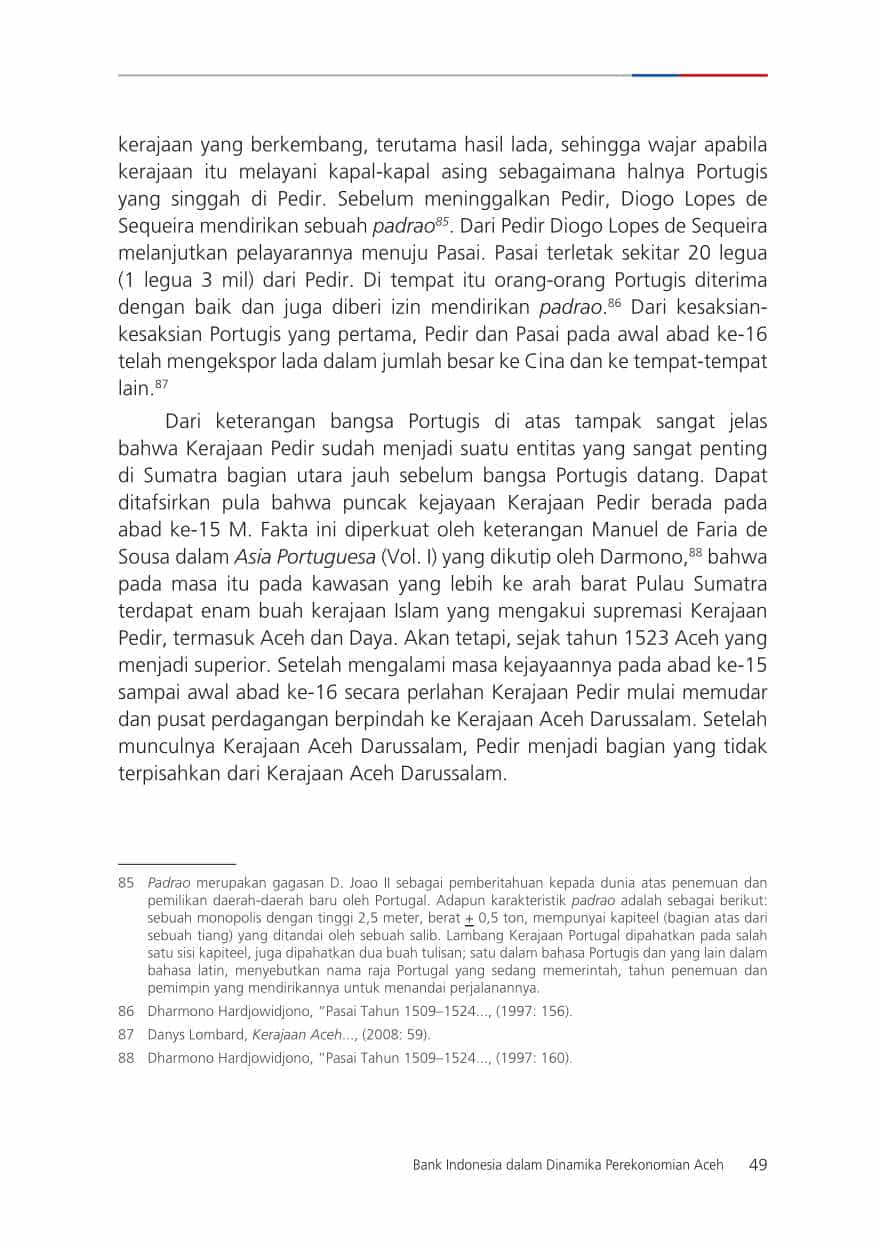 kerajaan yang berkembang, terutama hasil lada, sehingga wajar apabila
kerajaan itu melayani kapal-kapal asing sebagaimana halnya Portugis
yang singgah di Pedir. Sebelum meninggalkan Pedir, Diogo Lopes de
Sequeira mendirikan sebuah padrao85. Dari Pedir Diogo Lopes de Sequeira
melanjutkan pelayarannya menuju Pasai. Pasai terletak sekitar 20 legua
(1 legua 3 mil) dari Pedir. Di tempat itu orang-orang Portugis diterima
dengan baik dan juga diberi izin mendirikan padrao.86 Dari kesaksian-
kesaksian Portugis yang pertama, Pedir dan Pasai pada awal abad ke-16
telah mengekspor lada dalam jumlah besar ke Cina dan ke tempat-tempat
lain.87
Dari keterangan bangsa Portugis di atas tampak sangat jelas
bahwa Kerajaan Pedir sudah menjadi suatu entitas yang sangat penting
di Sumatra bagian utara jauh sebelum bangsa Portugis datang. Dapat
ditafsirkan pula bahwa puncak kejayaan Kerajaan Pedir berada pada
abad ke-15 M. Fakta ini diperkuat oleh keterangan Manuel de Faria de
Sousa dalam Asia Portuguesa (Vol. I) yang dikutip oleh Darmono,88 bahwa
pada masa itu pada kawasan yang lebih ke arah barat Pulau Sumatra
terdapat enam buah kerajaan Islam yang mengakui supremasi Kerajaan
Pedir, termasuk Aceh dan Daya. Akan tetapi, sejak tahun 1523 Aceh yang
menjadi superior. Setelah mengalami masa kejayaannya pada abad ke-15
sampai awal abad ke-16 secara perlahan Kerajaan Pedir mulai memudar
dan pusat perdagangan berpindah ke Kerajaan Aceh Darussalam. Setelah
munculnya Kerajaan Aceh Darussalam, Pedir menjadi bagian yang tidak
terpisahkan dari Kerajaan Aceh Darussalam.
85 Padrao merupakan gagasan D. Joao II sebagai pemberitahuan kepada dunia atas penemuan dan
pemilikan daerah-daerah baru oleh Portugal. Adapun karakteristik padrao adalah sebagai berikut:
sebuah monopolis dengan tinggi 2,5 meter, berat + 0,5 ton, mempunyai kapiteel (bagian atas dari
sebuah tiang) yang ditandai oleh sebuah salib. Lambang Kerajaan Portugal dipahatkan pada salah
satu sisi kapiteel, juga dipahatkan dua buah tulisan; satu dalam bahasa Portugis dan yang lain dalam
bahasa latin, menyebutkan nama raja Portugal yang sedang memerintah, tahun penemuan dan
pemimpin yang mendirikannya untuk menandai perjalanannya.
86 Dharmono Hardjowidjono, “Pasai Tahun 1509–1524..., (1997: 156).
87 Danys Lombard, Kerajaan Aceh..., (2008: 59).
88 Dharmono Hardjowidjono, “Pasai Tahun 1509–1524..., (1997: 160).
Bank Indonesia dalam Dinamika Perekonomian Aceh 49